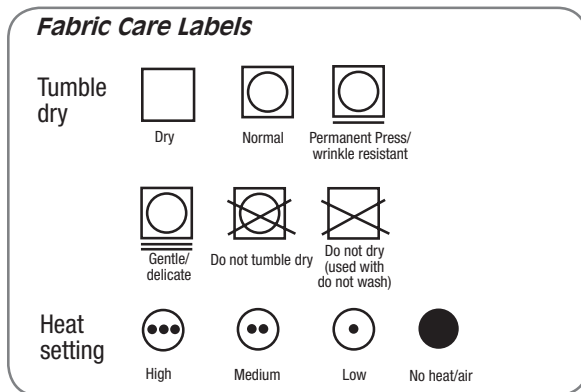 Fabric Care Labels
Tumble
dry
Dry
Normal
Permanent Press/
wrinkle resistant
Gentle/
delicate
Do not tumble dry
Do not dry
(used with
do not wash)
Heat
setting
High
Medium
Low
No heat/air